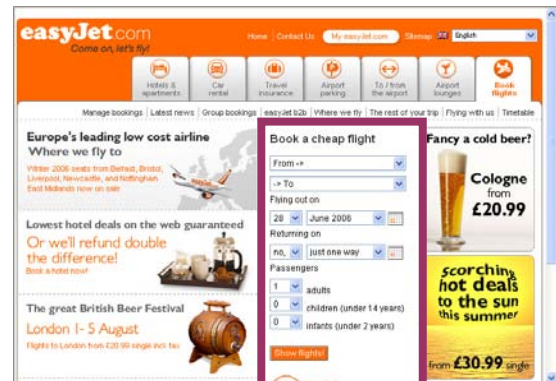 easyJet.com
Come on, let's fly!
Home | Contact Us | My easyJet.com | Sitemap English
Hotels & apartments
Car rental
Travel insurance
Airport parking
To / from the airport
Airport lounges
Book flights
Manage bookings | Latest news | Group bookings | easyJet b2b | Where we fly | The rest of your trip | Flying with us | Timetable
Europe's leading low cost airline
Where we fly to
Winter 2006 seats from Belfast, Bristol,
Liverpool, Newcastle, and Nottingham
East Midlands now on sale
Lowest hotel deals on the web guaranteed
Or we'll refund double
the difference!
Book a hotel now!
The great British Beer Festival
London 1- 5 August
Flights to London from £20.99 single incl tax
Book a cheap flight
From ->
-> To
Flying out on
28 June 2006
Returning on
no, just one way
Passengers
1 adults
0 children (under 14 years)
0 infants (under 2 years)
Show flights!
Fancy a cold beer?
Cologne
from
£20.99
scorching
hot deals
to the sun
this summer
from £30.99 single